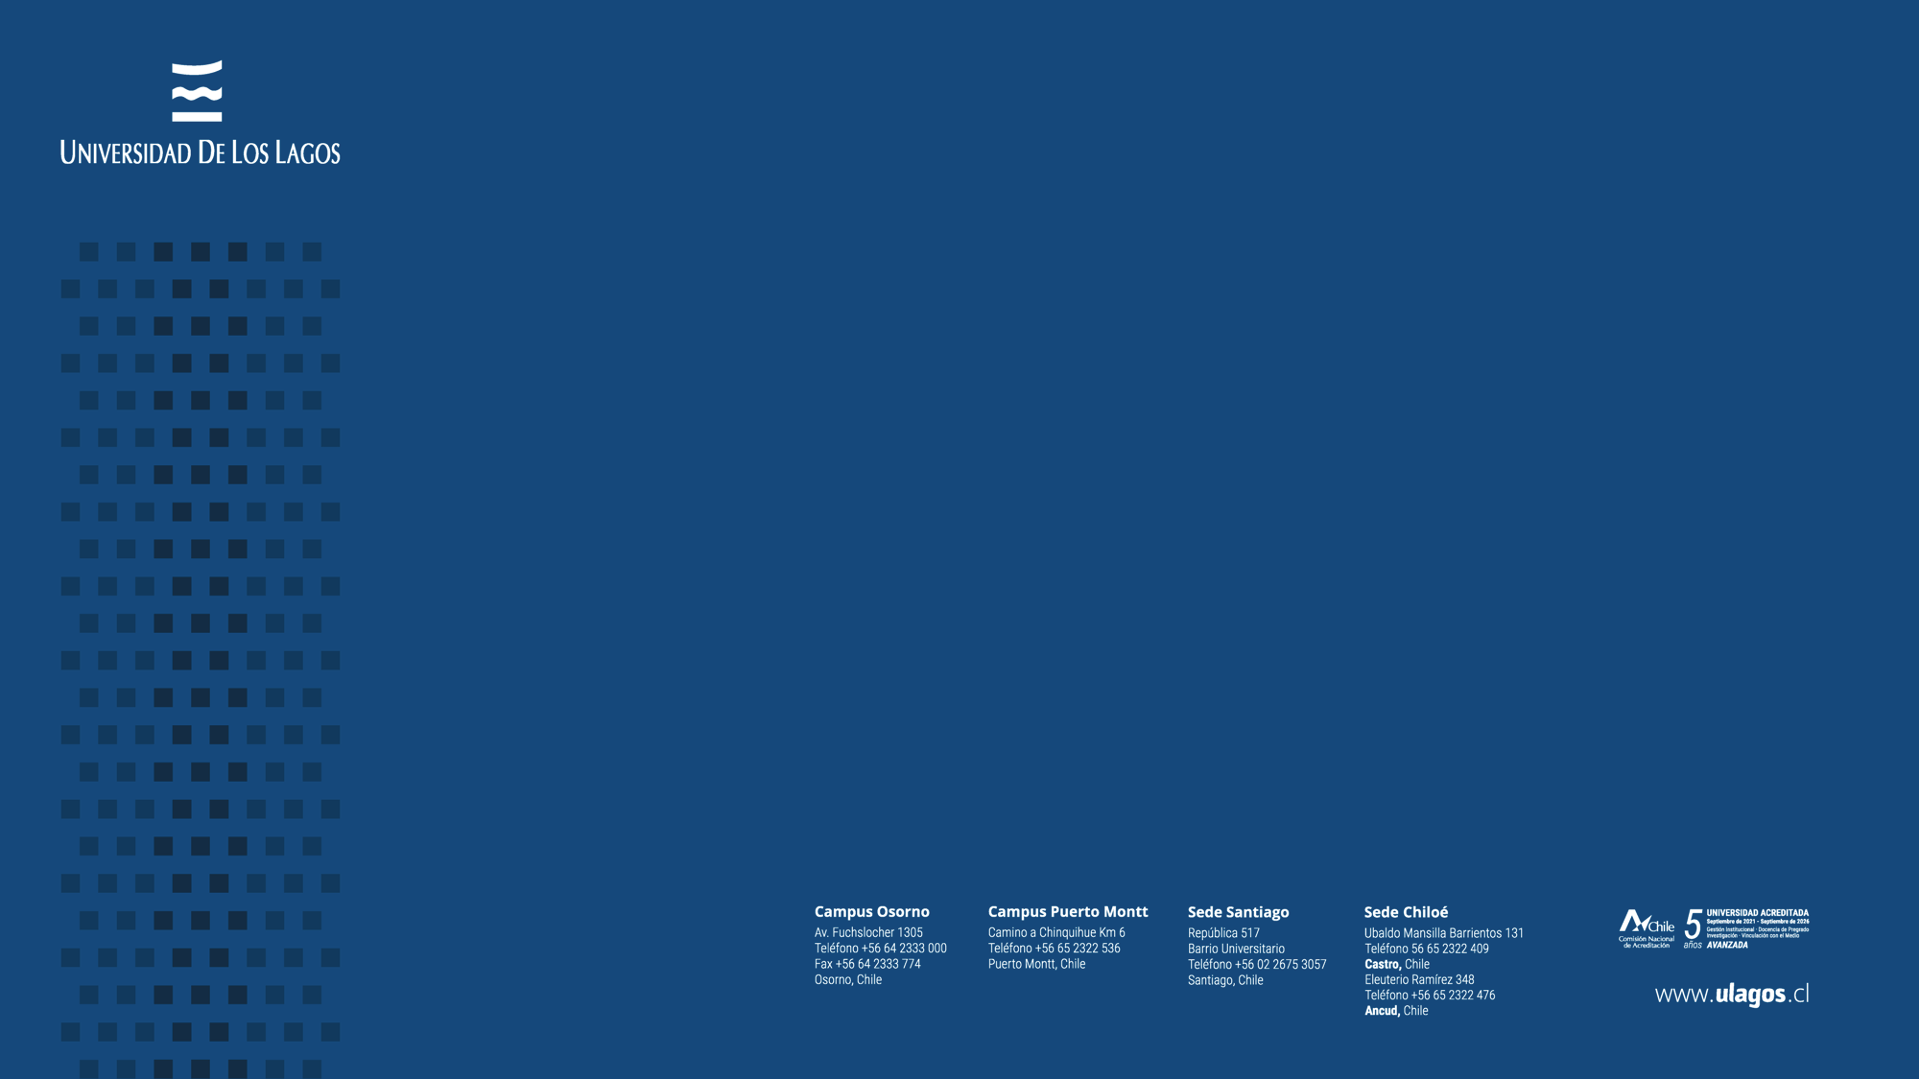 UNIVERSIDAD DE LOS LAGOS
Campus Osorno
Av. Fuchslocher 1305
Teléfono +56 64 2333 000
Fax +56 64 2333 774
Osorno, Chile
Campus Puerto Montt
Camino a Chinquihue Km 6
Teléfono +56 65 2322 536
Puerto Montt, Chile
Sede Santiago
República 517
Barrio Universitario
Teléfono +56 02 2675 3057
Santiago, Chile
Sede Chiloé
Ubaldo Mansilla Barrientos 131
Teléfono 56 65 2322 409
Castro, Chile
Eleuterio Ramírez 348
Teléfono +56 65 2322 476
Ancud, Chile
Chile
Comisión Nacional
de Acreditación
5
años
UNIVERSIDAD ACREDITADA
Septiembre de 2021 - Septiembre de 2026
Gestión Institucional - Docencia de Pregrado
Investigación - Vinculación con el Medio
AVANZADA
www.ulagos.cl